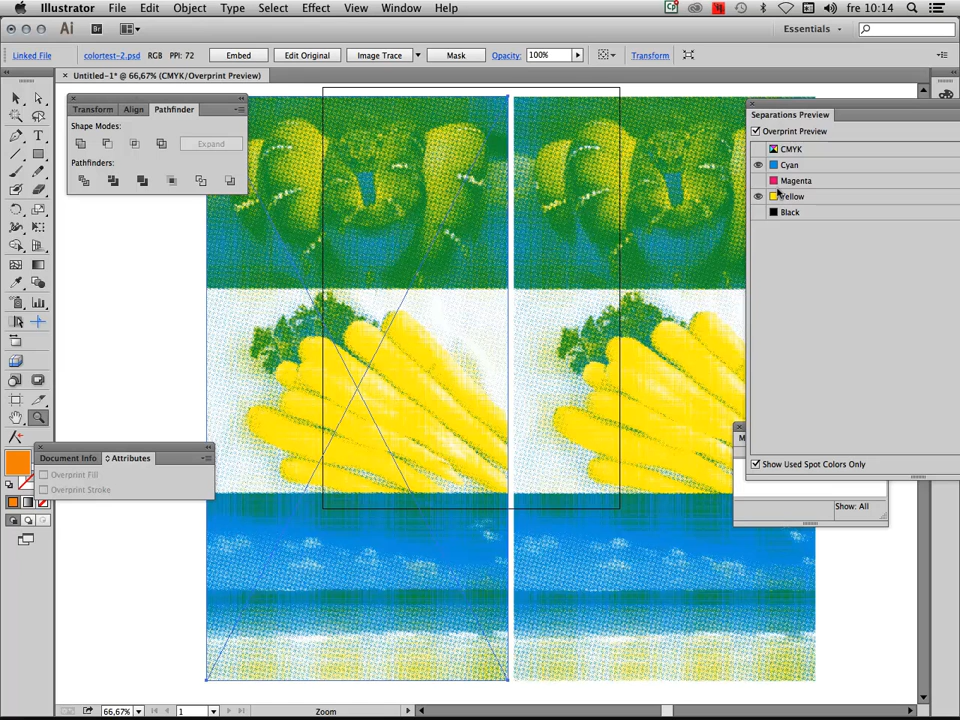 Illustrator File Edit Object Type Select Effect View Window Help fre 10:14
Ai Br Essentials
Linked File colortest-2.psd RGB PPI: 72 Embed Edit Original Image Trace Mask Opacity: 100% Transform
Untitled-1* @ 66,67% (CMYK/Overprint Preview)
Transform Align Pathfinder
Shape Modes:
Expand
Pathfinders:
Separations Preview
Overprint Preview
CMYK
Cyan
Magenta
Yellow
Black
Show Used Spot Colors Only
M
Show: All
Document Info Attributes
Overprint Fill
Overprint Stroke
66,67% 1 Zoom